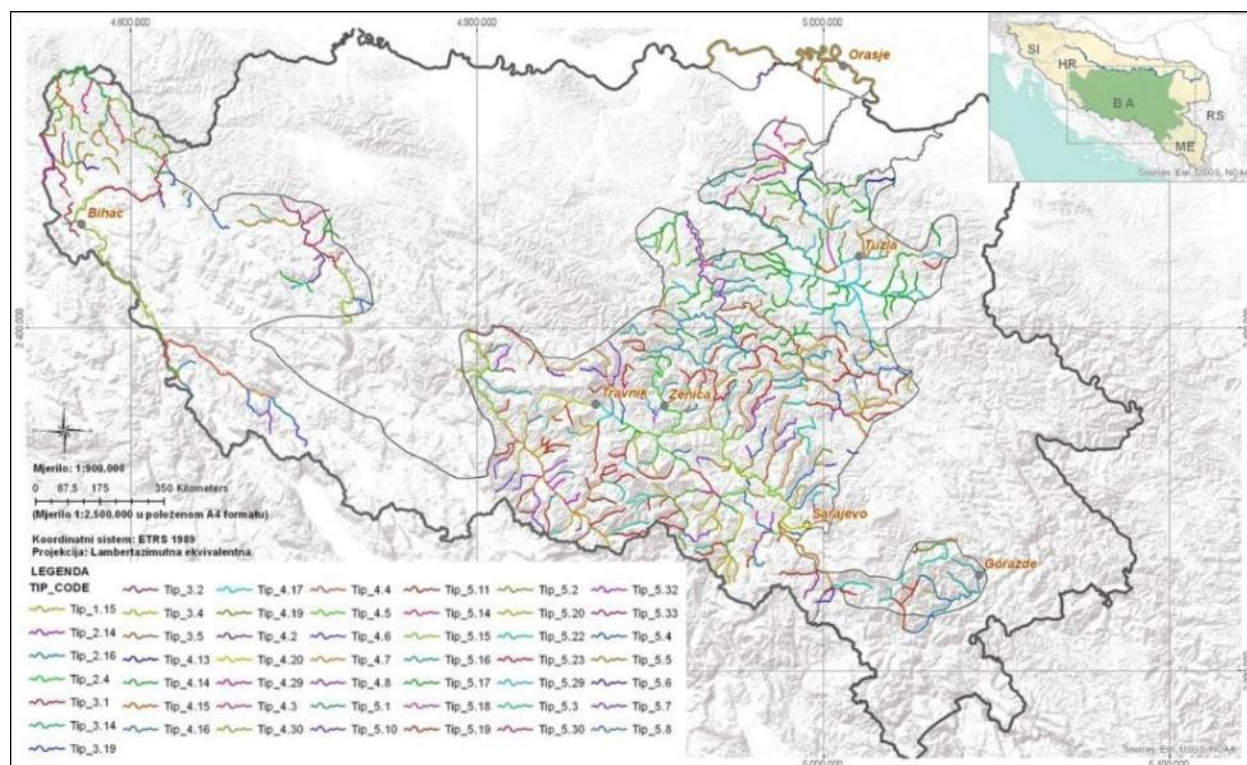 4.800.000
4.900.000
5.000.000
Orasje
SI
HR
B A
RS
ME
Sources: Esri, USGS, NOAA
Bihac
Tuzla
2.400.000
Travnik
Zenica
Mjerilo: 1:900.000
0 87.5 175 350 Kilometers
(Mjerilo 1:2.500.000 u položenom A4 formatu)
Sarajevo
Koordinatni sistem: ETRS 1989
Projekcija: Lambertazimutna ekvivalentna
Gorazde
LEGENDA
TIP_CODE
Tip_1.15
Tip_2.14
Tip_2.16
Tip_2.4
Tip_3.1
Tip_3.14
Tip_3.19
Tip_3.2
Tip_3.4
Tip_3.5
Tip_4.13
Tip_4.14
Tip_4.15
Tip_4.16
Tip_4.17
Tip_4.19
Tip_4.2
Tip_4.20
Tip_4.29
Tip_4.3
Tip_4.30
Tip_4.4
Tip_4.5
Tip_4.6
Tip_4.7
Tip_4.8
Tip_5.1
Tip_5.10
Tip_5.11
Tip_5.14
Tip_5.15
Tip_5.16
Tip_5.17
Tip_5.18
Tip_5.19
Tip_5.2
Tip_5.20
Tip_5.22
Tip_5.23
Tip_5.29
Tip_5.3
Tip_5.30
Tip_5.32
Tip_5.33
Tip_5.4
Tip_5.5
Tip_5.6
Tip_5.7
Tip_5.8
Sources: Esri, USGS, NOAA